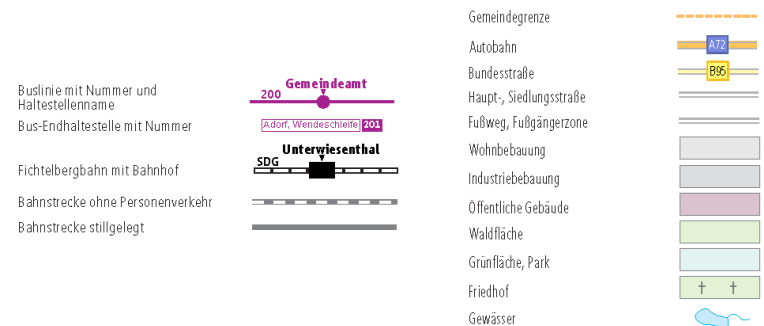 Buslinie mit Nummer und
Haltestellenname
200
Gemeindeamt
Bus-Endhaltestelle mit Nummer
Adorf, Wendeschleife 201
Fichtelbergbahn mit Bahnhof
SDG
Unterwiesenthal
Bahnstrecke ohne Personenverkehr
Bahnstrecke stillgelegt
Gemeindegrenze
Autobahn
A72
Bundesstraße
B95
Haupt-, Siedlungsstraße
Fußweg, Fußgängerzone
Wohnbebauung
Industriebebauung
Öffentliche Gebäude
Waldfläche
Grünfläche, Park
Friedhof
Gewässer